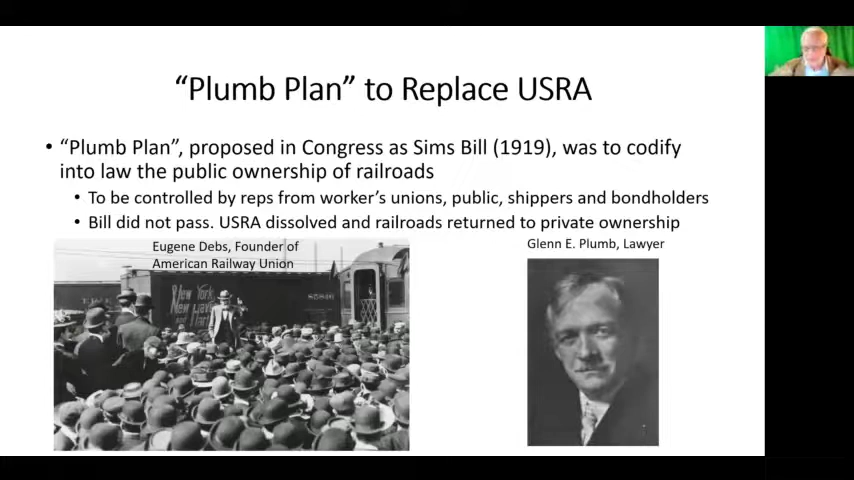 “Plumb Plan” to Replace USRA
• “Plumb Plan”, proposed in Congress as Sims Bill (1919), was to codify
into law the public ownership of railroads
• To be controlled by reps from worker’s unions, public, shippers and bondholders
• Bill did not pass. USRA dissolved and railroads returned to private ownership
Eugene Debs, Founder of
American Railway Union
Glenn E. Plumb, Lawyer
New York
New Haven
and Hart